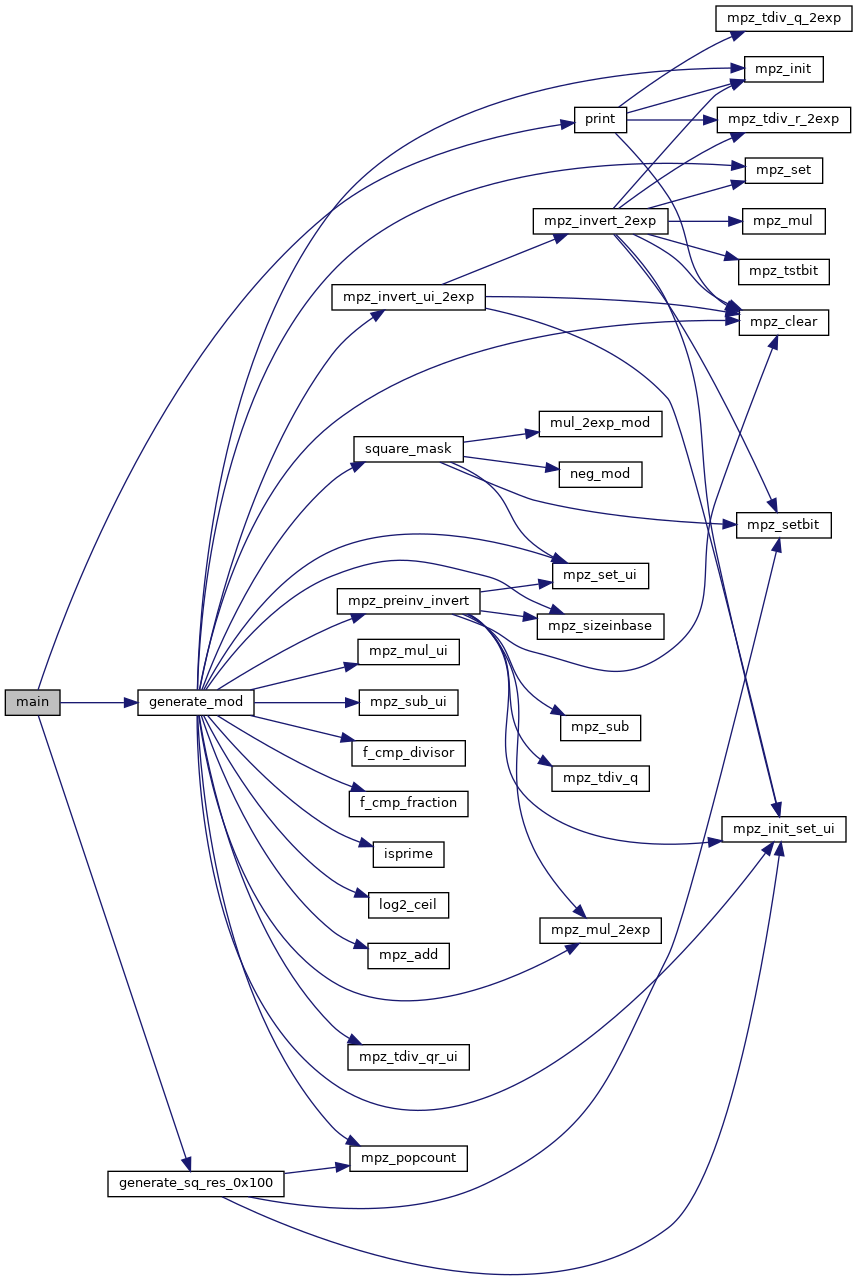 mpz_tdiv_q_2exp
mpz_init
print
mpz_tdiv_r_2exp
mpz_set
mpz_invert_2exp
mpz_mul
mpz_tstbit
mpz_invert_ui_2exp
mpz_clear
mul_2exp_mod
square_mask
neg_mod
mpz_setbit
mpz_set_ui
mpz_preinv_invert
mpz_sizeinbase
mpz_mul_ui
main
generate_mod
mpz_sub_ui
mpz_sub
f_cmp_divisor
mpz_tdiv_q
f_cmp_fraction
mpz_init_set_ui
isprime
log2_ceil
mpz_mul_2exp
mpz_add
mpz_tdiv_qr_ui
mpz_popcount
generate_sq_res_0x100